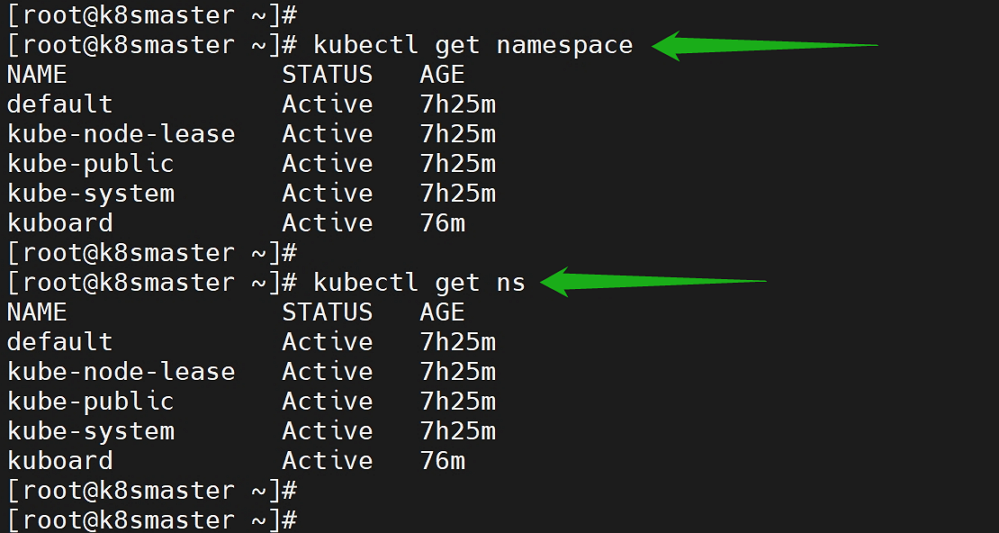 [root@k8smaster ~]#
[root@k8smaster ~]# kubectl get namespace
NAME              STATUS   AGE
default           Active   7h25m
kube-node-lease   Active   7h25m
kube-public       Active   7h25m
kube-system       Active   7h25m
kuboard           Active   76m
[root@k8smaster ~]#
[root@k8smaster ~]# kubectl get ns
NAME              STATUS   AGE
default           Active   7h25m
kube-node-lease   Active   7h25m
kube-public       Active   7h25m
kube-system       Active   7h25m
kuboard           Active   76m
[root@k8smaster ~]#
[root@k8smaster ~]#